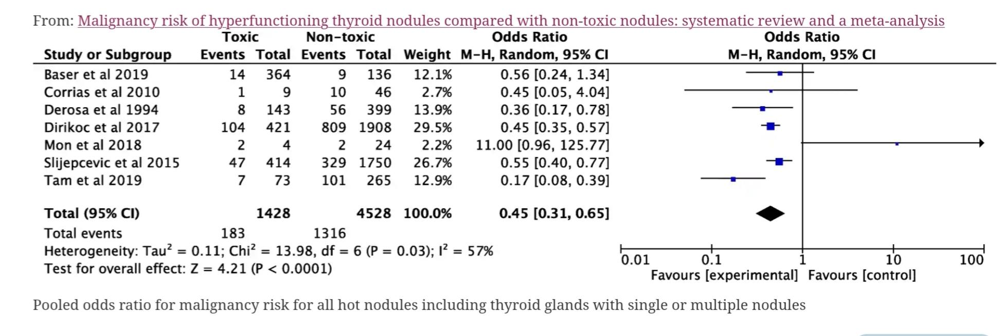 From: Malignancy risk of hyperfunctioning thyroid nodules compared with non-toxic nodules: systematic review and a meta-analysis
Toxic Non-toxic Odds Ratio Odds Ratio
Study or Subgroup Events Total Events Total Weight M-H, Random, 95% CI M-H, Random, 95% CI
Baser et al 2019 14 364 9 136 12.1% 0.56 [0.24, 1.34]
Corrias et al 2010 1 9 10 46 2.7% 0.45 [0.05, 4.04]
Derosa et al 1994 8 143 56 399 13.9% 0.36 [0.17, 0.78]
Dirikoc et al 2017 104 421 809 1908 29.5% 0.45 [0.35, 0.57]
Mon et al 2018 2 4 2 24 2.2% 11.00 [0.96, 125.77]
Slijepcevic et al 2015 47 414 329 1750 26.7% 0.55 [0.40, 0.77]
Tam et al 2019 7 73 101 265 12.9% 0.17 [0.08, 0.39]
Total (95% CI) 1428 4528 100.0% 0.45 [0.31, 0.65]
Total events 183 1316
Heterogeneity: Tau² = 0.11; Chi² = 13.98, df = 6 (P = 0.03); I² = 57%
Test for overall effect: Z = 4.21 (P < 0.0001)
0.01 0.1 1 10 100
Favours [experimental] Favours [control]
Pooled odds ratio for malignancy risk for all hot nodules including thyroid glands with single or multiple nodules